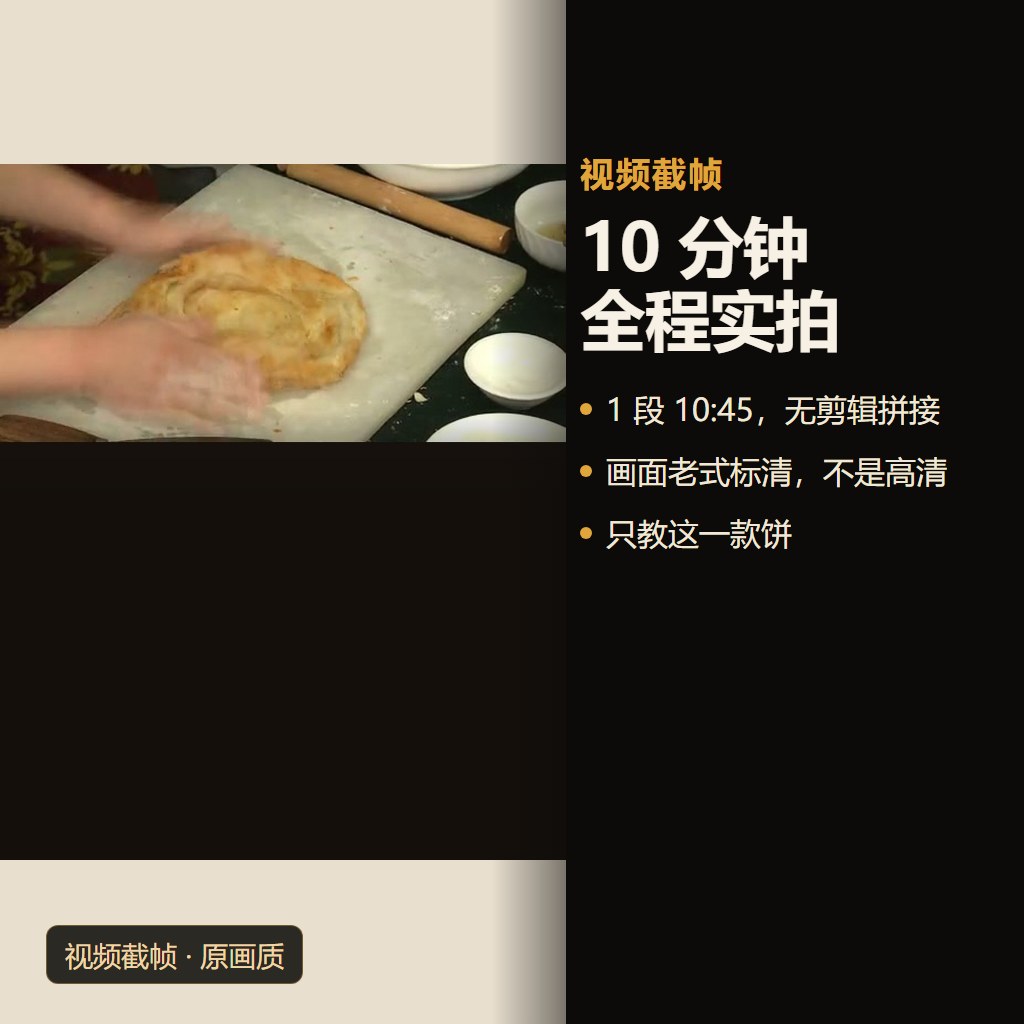 视频截帧
10 分钟
全程实拍
1 段 10:45，无剪辑拼接
画面老式标清，不是高清
只教这一款饼
视频截帧 · 原画质